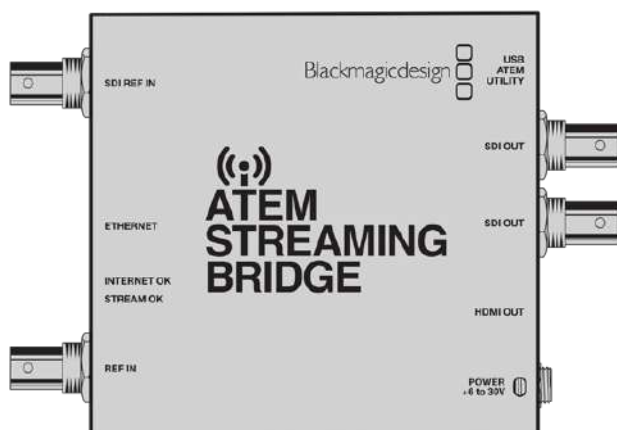 SDI REF IN
Blackmagicdesign
USB
ATEM
UTILITY
SDI OUT
ETHERNET
ATEM
STREAMING
BRIDGE
SDI OUT
INTERNET OK
STREAM OK
HDMI OUT
REF IN
POWER
+6 to 30V